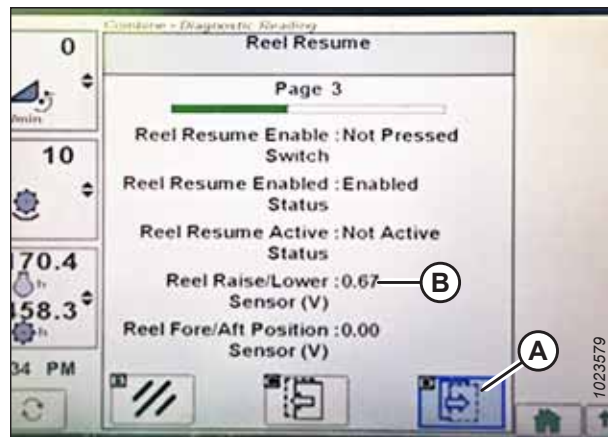 Combine - Diagnostic Reading
Reel Resume
0
Page 3
Reel Resume Enable : Not Pressed
Switch
10
Reel Resume Enabled : Enabled
Status
Reel Resume Active : Not Active
Status
170.4
h
Reel Raise/Lower : 0.67
Sensor (V)
B
458.3
h
Reel Fore/Aft Position : 0.00
Sensor (V)
A
34 PM
1023579